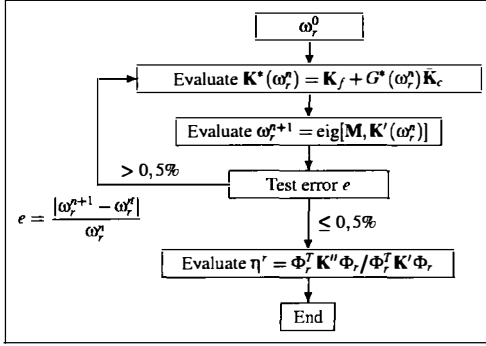 ω_r^0
Evaluate K*(ω_r^n) = K_f + G*(ω_r^n)K̄_c
Evaluate ω_r^{n+1} = eig[M, K′(ω_r^n)]
> 0,5%
Test error e
e = |ω_r^{n+1} − ω_r^n| / ω_r^n
≤ 0,5%
Evaluate η^r = Φ_r^T K″Φ_r/Φ_r^T K′Φ_r
End